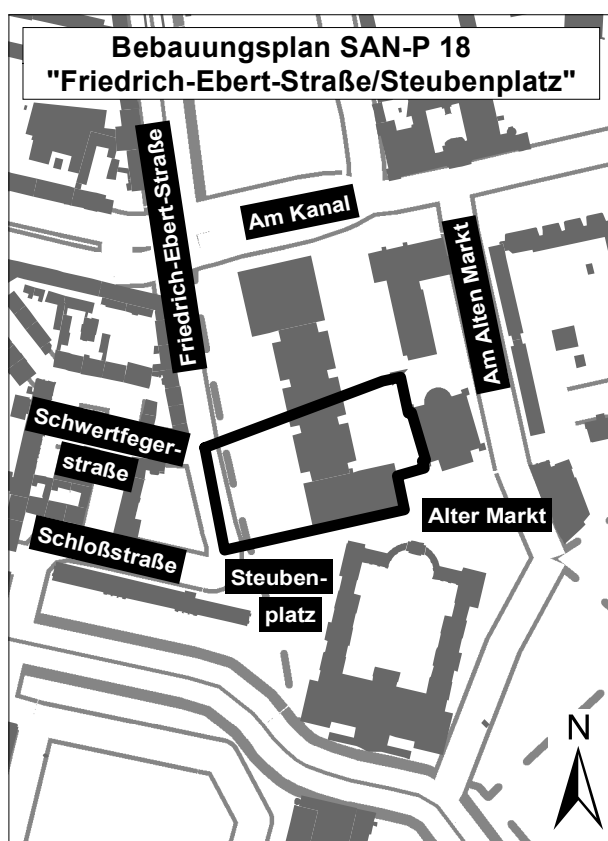 Bebauungsplan SAN-P 18
"Friedrich-Ebert-Straße/Steubenplatz"
Friedrich-Ebert-Straße
Am Kanal
Am Alten Markt
Schwertfeger-
straße
Alter Markt
Schloßstraße
Steuben-
platz
N